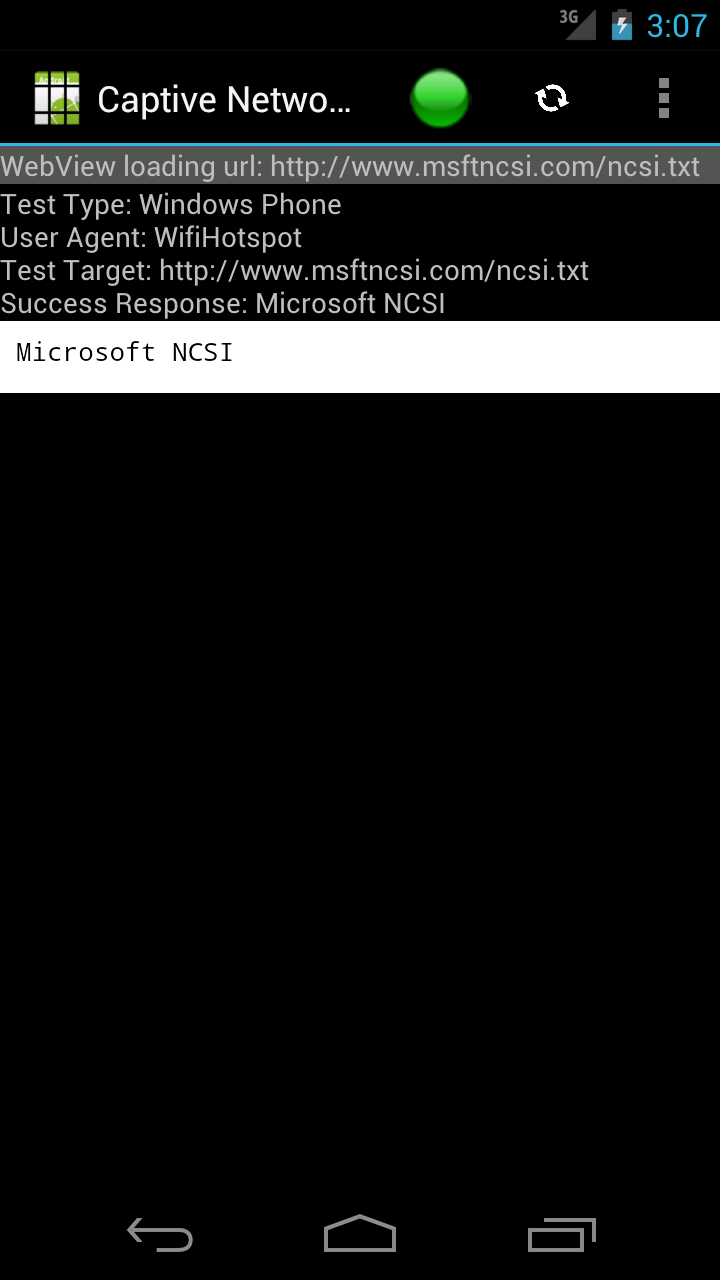 3G
3:07
Captive Netwo…
WebView loading url: http://www.msftncsi.com/ncsi.txt
Test Type: Windows Phone
User Agent: WifiHotspot
Test Target: http://www.msftncsi.com/ncsi.txt
Success Response: Microsoft NCSI
Microsoft NCSI